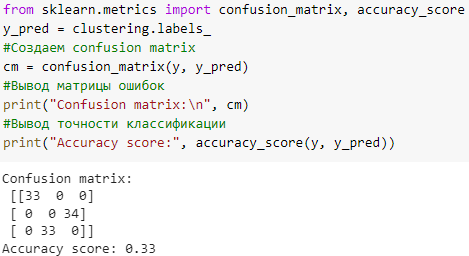 from sklearn.metrics import confusion_matrix, accuracy_score
y_pred = clustering.labels_
#Создаем confusion matrix
cm = confusion_matrix(y, y_pred)
#Вывод матрицы ошибок
print("Confusion matrix:\n", cm)
#Вывод точности классификации
print("Accuracy score:", accuracy_score(y, y_pred))
Confusion matrix:
 [[33  0  0]
 [ 0  0 34]
 [ 0 33  0]]
Accuracy score: 0.33